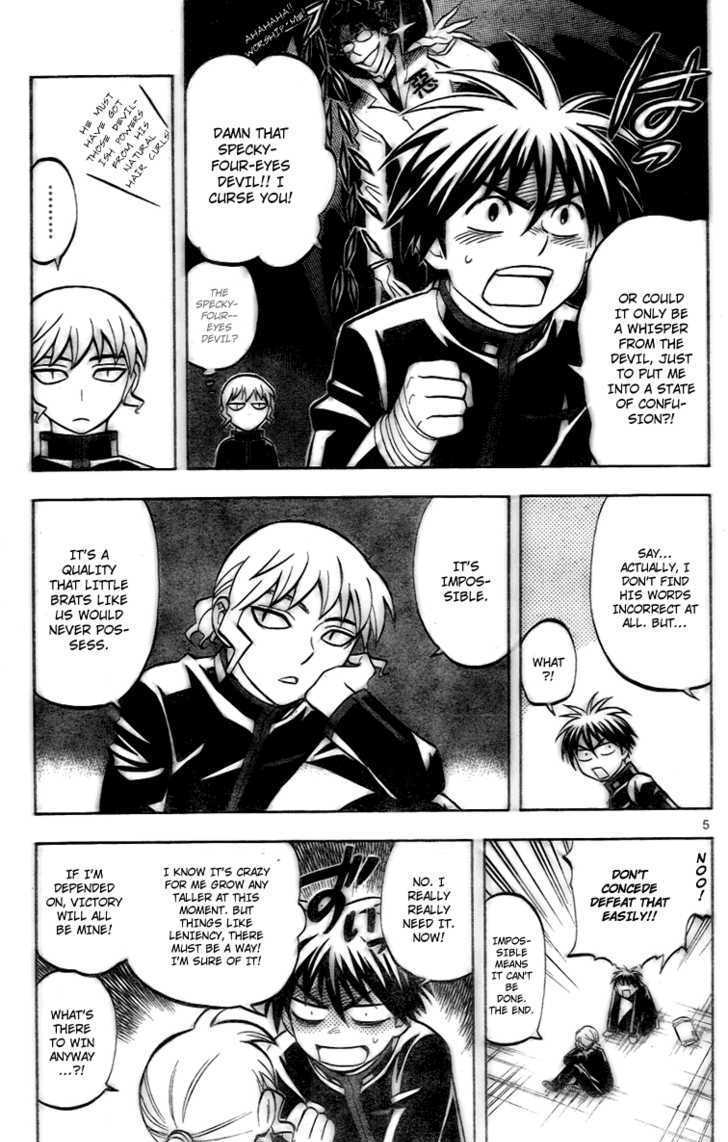 はっ
OR COULD
IT ONLY BE
A WHISPER
FROM THE
DEVIL, JUST
TO PUT ME
INTO A STATE
OF CONFU-
SION?!
AHAHAHA!!
WORSHIP ME!
惡
DAMN THAT
SPECKY-
FOUR-EYES
DEVIL!! I
CURSE YOU!
THE
SPECKY-
FOUR--
EYES
DEVIL?
HE MUST
HAVE GOT
THOSE DEVIL-
ISH POWERS
FROM HIS
NATURAL
HAIR CURLS!
.........
SAY...
ACTUALLY, I
DON'T FIND
HIS WORDS
INCORRECT AT
ALL. BUT...
WHAT
?!
IT'S
IMPOS-
SIBLE.
IT'S A
QUALITY
THAT LITTLE
BRATS LIKE
US WOULD
NEVER POS-
SESS.
5
NOO!
DON'T
CONCEDE
DEFEAT THAT
EASILY!!
IMPOS-
SIBLE
MEANS
IT CAN'T
BE
DONE.
THE END.
ずいっ
NO. I
REALLY
REALLY
NEED IT.
NOW!
I KNOW IT'S CRAZY
FOR ME GROW ANY
TALLER AT THIS
MOMENT. BUT
THINGS LIKE
LENIENCY, THERE
MUST BE A WAY!
I'M SURE OF IT!
IF I'M
DEPENDED
ON, VICTORY
WILL ALL
BE MINE!
WHAT'S
THERE
TO WIN
ANYWAY
...?!